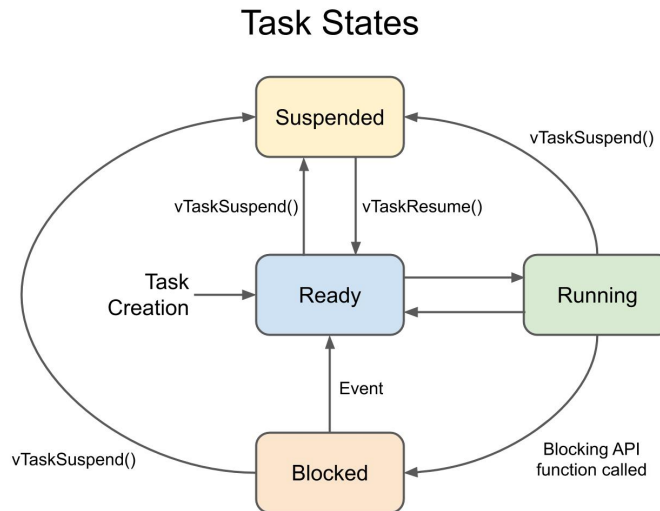 Task States
Suspended
vTaskSuspend()
vTaskSuspend()
vTaskResume()
Task
Creation
Ready
Running
Event
vTaskSuspend()
Blocked
Blocking API
function called